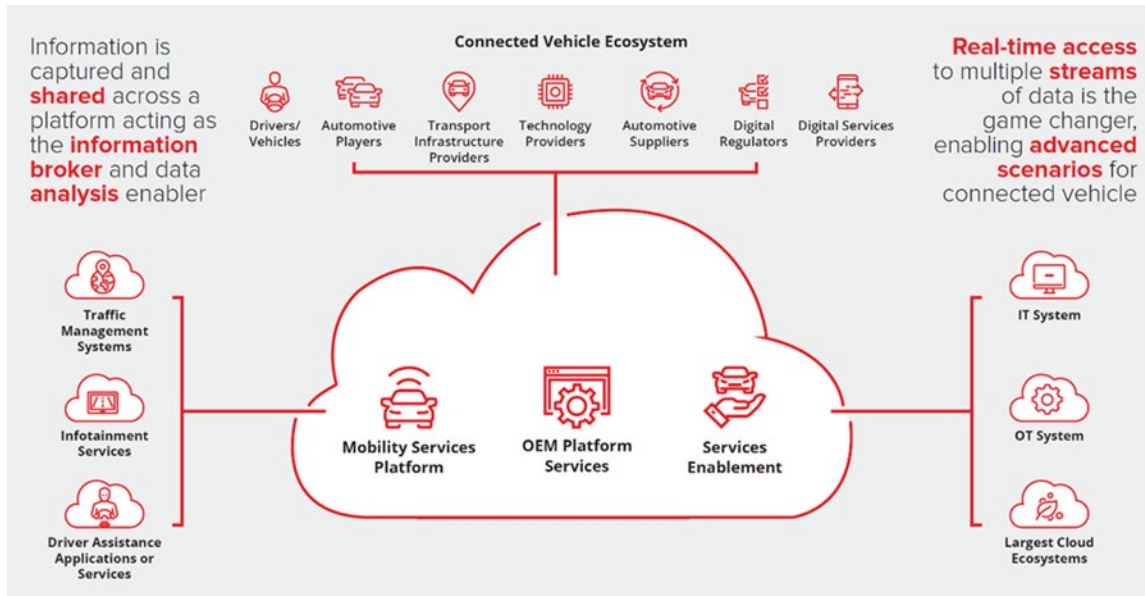 Information is
captured and
shared across a
platform acting as
the information
broker and data
analysis enabler
Connected Vehicle Ecosystem
Drivers/
Vehicles
Automotive
Players
Transport
Infrastructure
Providers
Technology
Providers
Automotive
Suppliers
Digital
Regulators
Digital Services
Providers
Real-time access
to multiple streams
of data is the
game changer,
enabling advanced
scenarios for
connected vehicle
Traffic
Management
Systems
Infotainment
Services
Driver Assistance
Applications or
Services
Mobility Services
Platform
OEM Platform
Services
Services
Enablement
IT System
OT System
Largest Cloud
Ecosystems